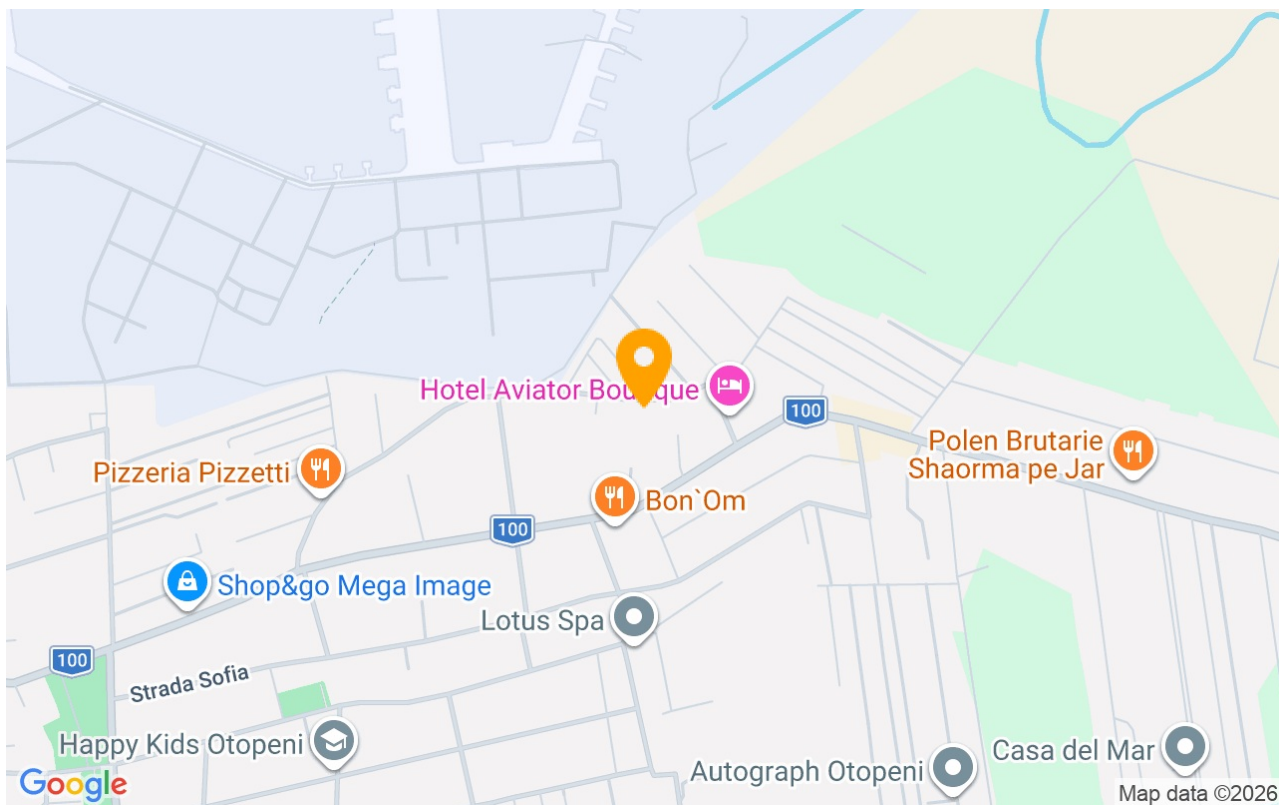 Hotel Aviator Boutique
100
Polen Brutarie
Shaorma pe Jar
Pizzeria Pizzetti
Bon`Om
100
Shop&go Mega Image
Lotus Spa
100
Strada Sofia
Happy Kids Otopeni
Casa del Mar
Autograph Otopeni
Google
Map data ©2026